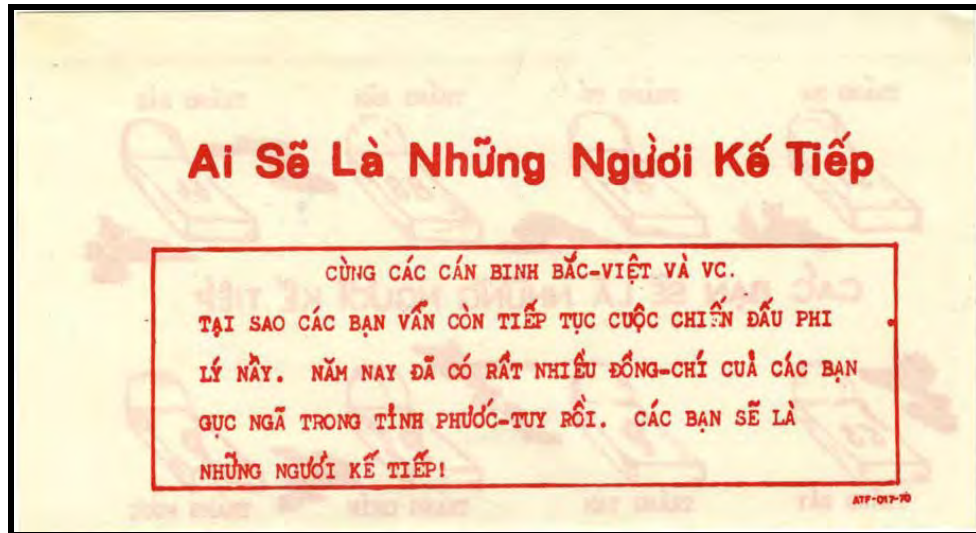 Ai Sẽ Là Những Người Kế Tiếp
CÙNG CÁC CÁN BINH BẮC-VIỆT VÀ VC.
TẠI SAO CÁC BẠN VẪN CÒN TIẾP TỤC CUỘC CHIẾN ĐẤU PHI
LÝ NẦY. NĂM NAY ĐÃ CÓ RẤT NHIỀU ĐỒNG-CHÍ CUẢ CÁC BẠN
GỤC NGÃ TRONG TỈNH PHƯỚC-TUY RỒI. CÁC BẠN SẼ LÀ
NHỮNG NGƯỜI KẾ TIẾP!
ATF-017-70